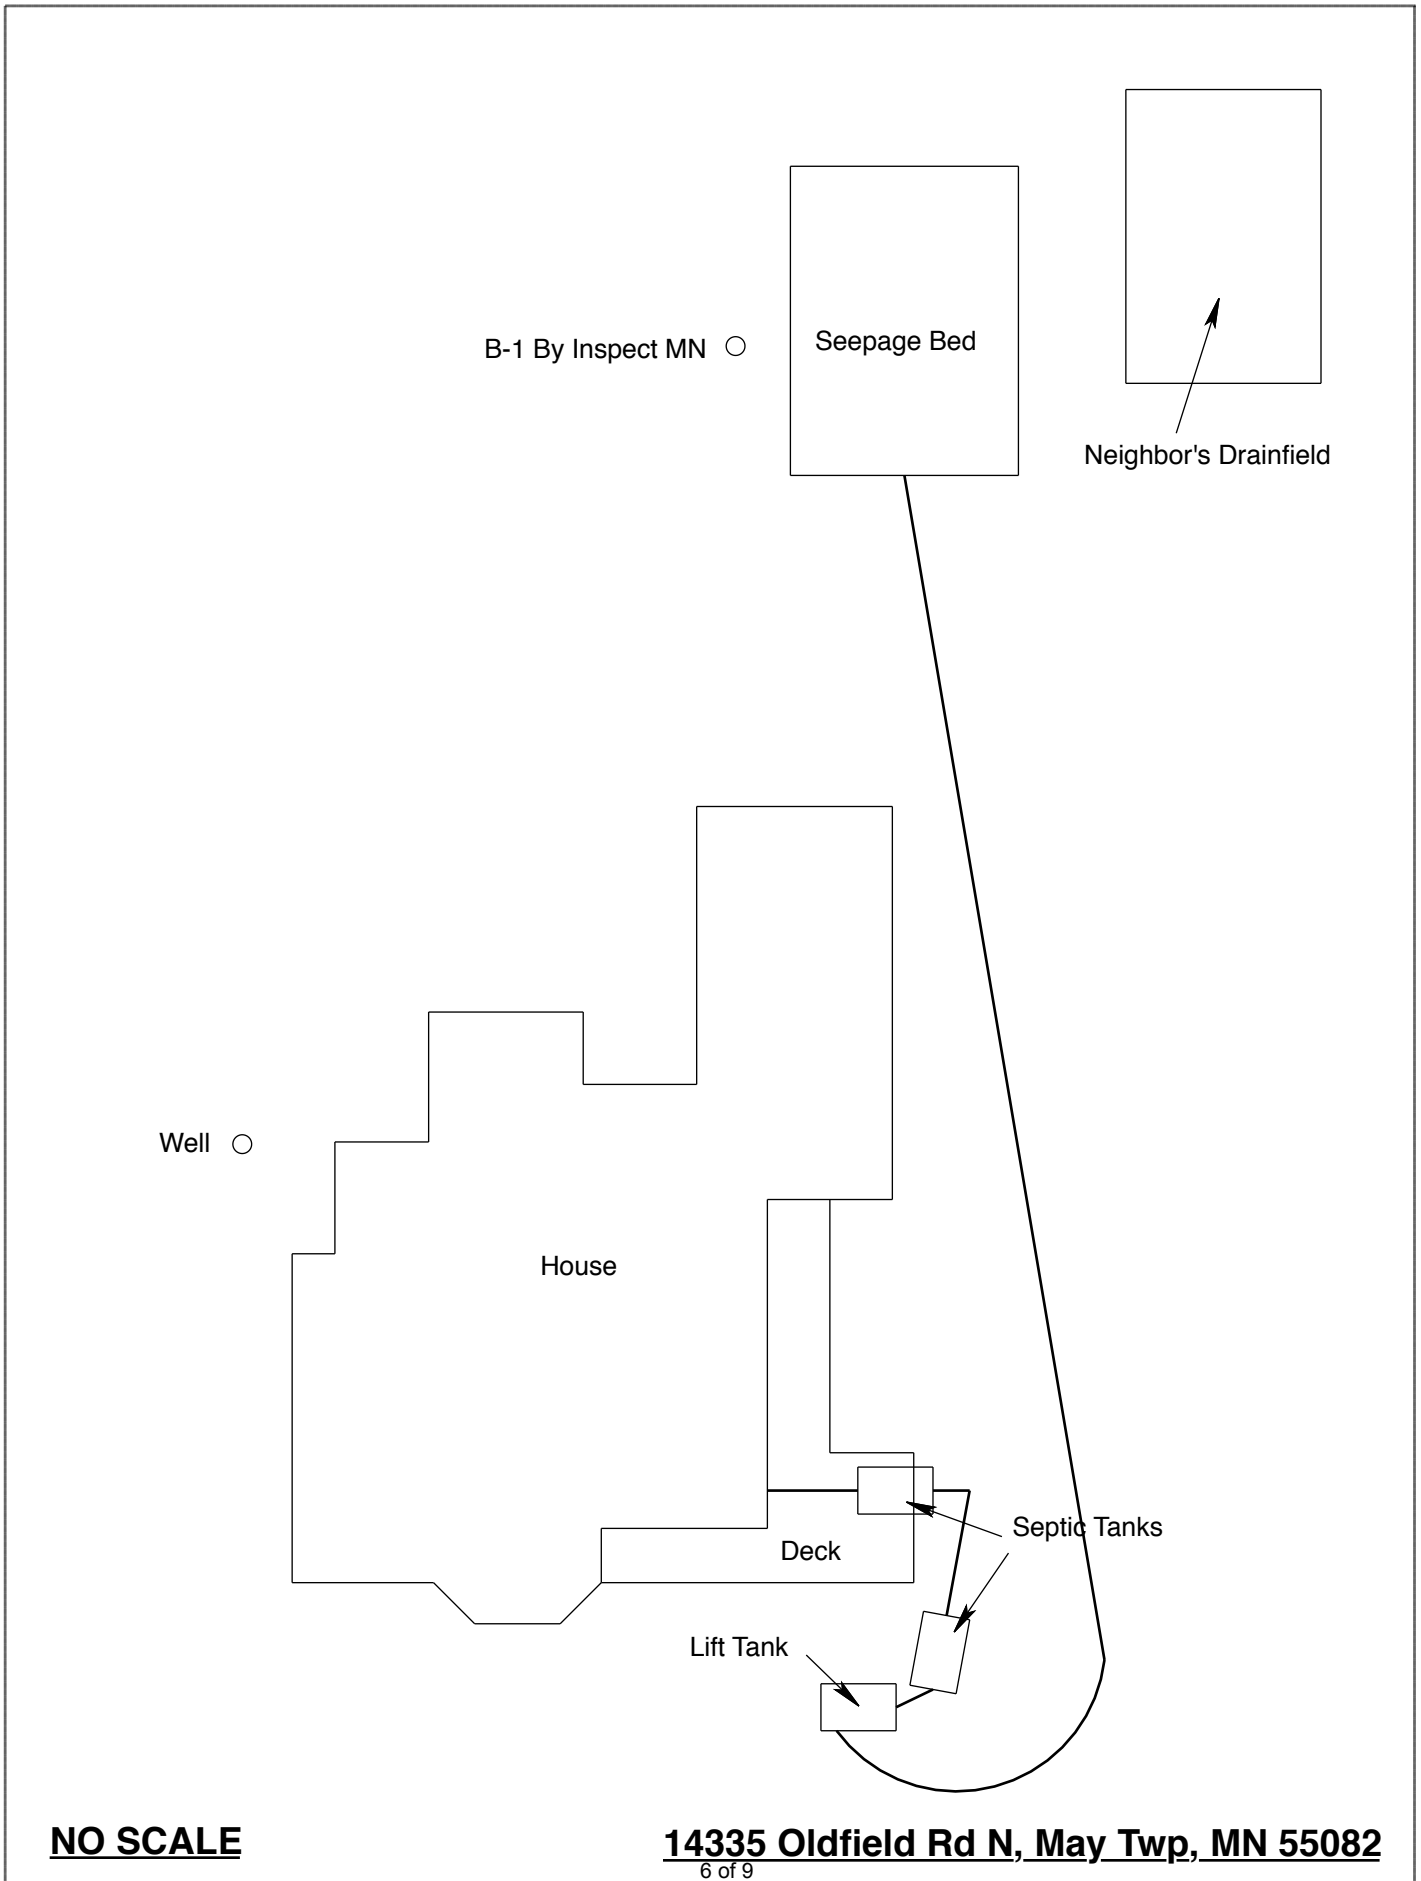 Seepage Bed
B-1 By Inspect MN
Neighbor's Drainfield
Well
House
Septic Tanks
Deck
Lift Tank
NO SCALE
14335 Oldfield Rd N, May Twp, MN 55082
6 of 9